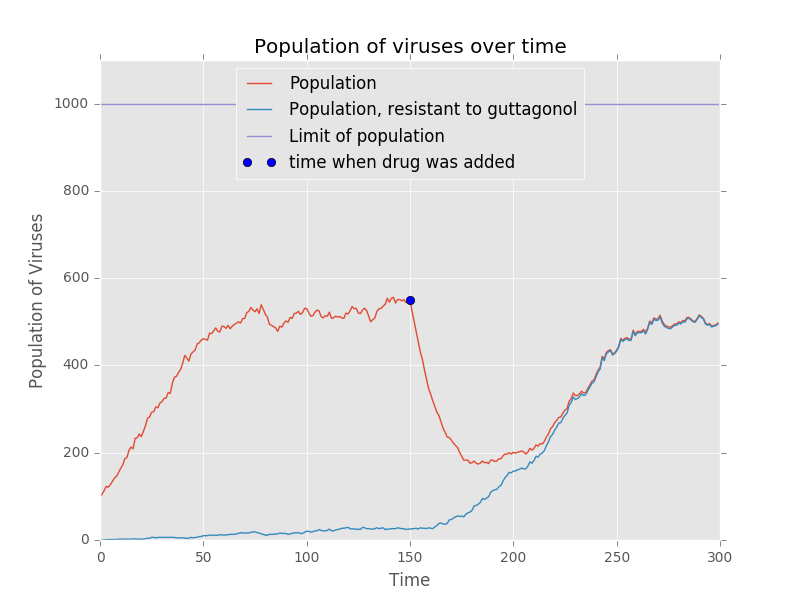 Population of viruses over time
Population
Population, resistant to guttagonol
Limit of population
time when drug was added
Population of Viruses
1000
800
600
400
200
0
0 50 100 150 200 250 300
Time